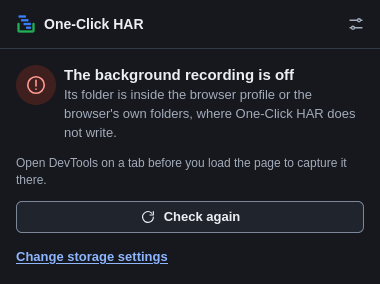 One-Click HAR
The background recording is off
Its folder is inside the browser profile or the
browser's own folders, where One-Click HAR does
not write.
Open DevTools on a tab before you load the page to capture it
there.
Check again
Change storage settings